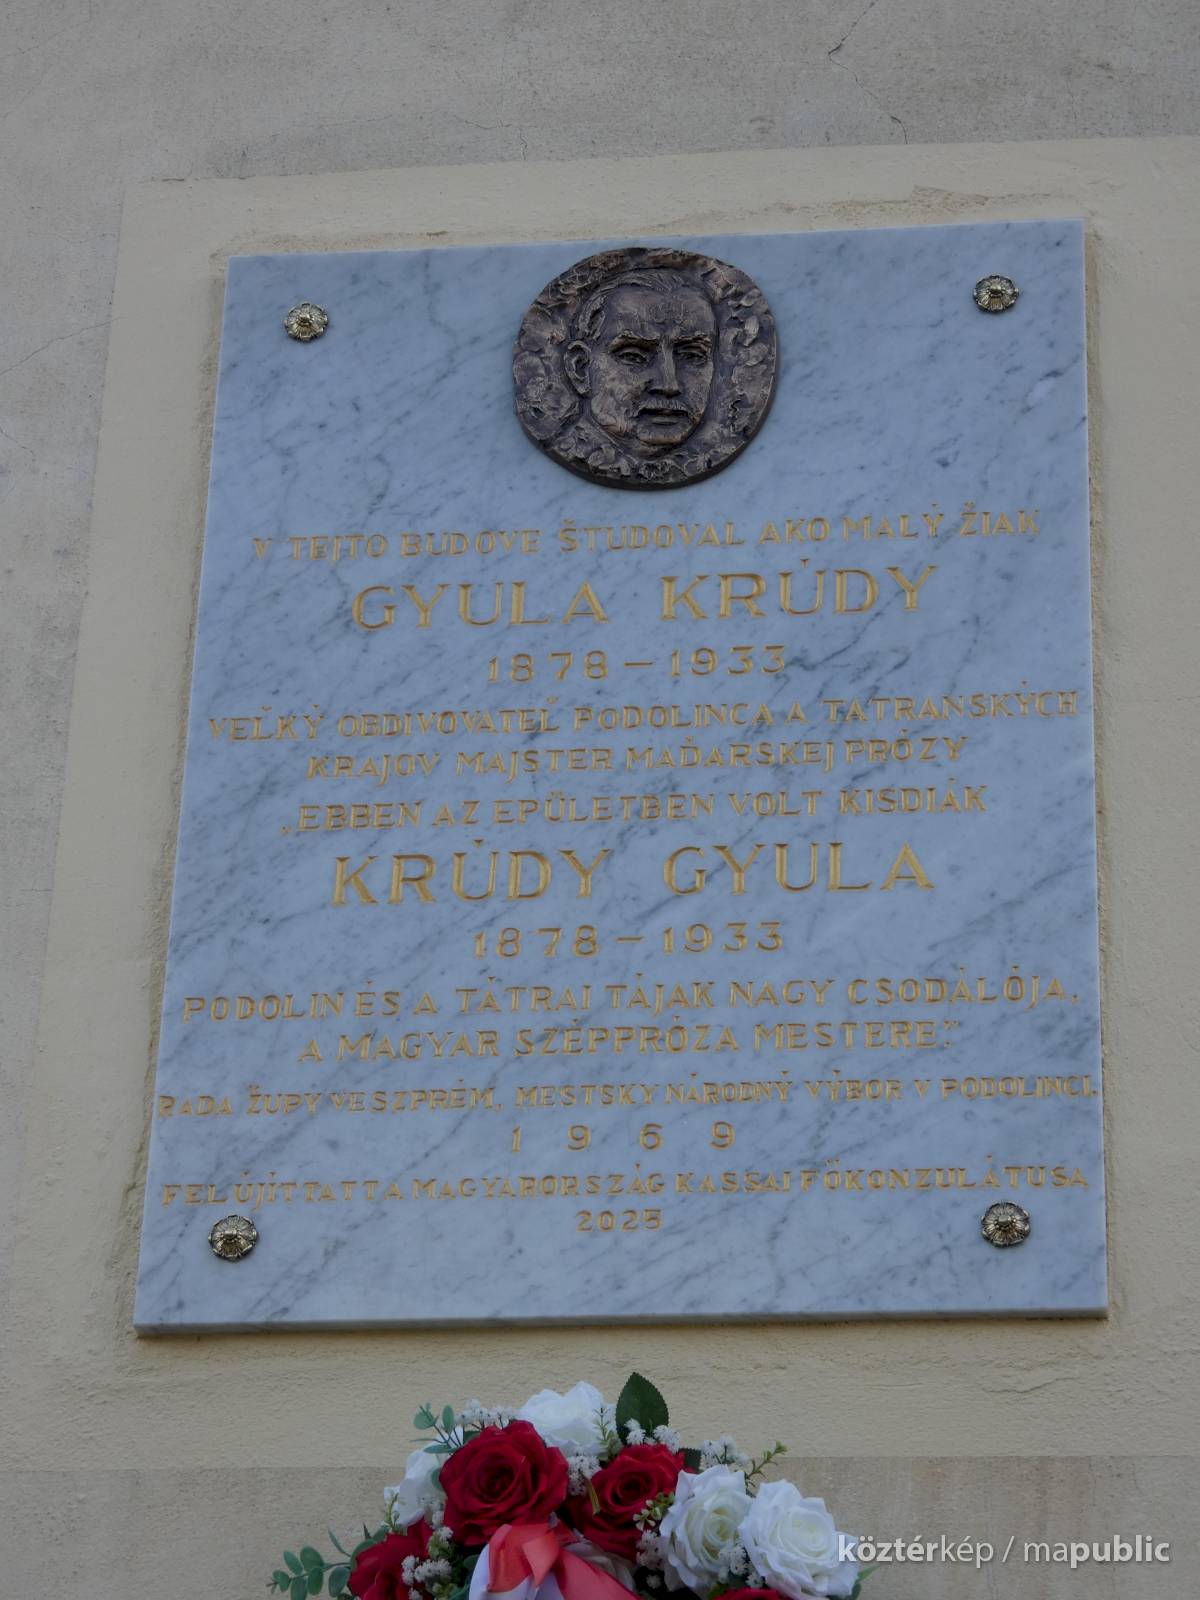 V TEJTO BUDOVE ŠTUDOVAL AKO MALÝ ŽIAK
GYULA KRÚDY
1878 – 1933
VEĽKÝ OBDIVOVATEĽ PODOLINCA A TATRANSKÝCH
KRAJOV MAJSTER MAĎARSKEJ PRÓZY
„EBBEN AZ EPÜLETBEN VOLT KISDIÁK
KRÚDY GYULA
1878 – 1933
PODOLIN ÉS A TÁTRAI TÁJAK NAGY CSODÁLÓJA,
A MAGYAR SZÉPPRÓZA MESTERE."
RADA ŽUPY VESZPRÉM, MESTSKY NÁRODNÝ VÝBOR V PODOLINCI.
1 9 6 9
FELÚJÍTTATTA MAGYARORSZÁG KASSAI FŐKONZULÁTUSA
2025
köztérkép / mapublic